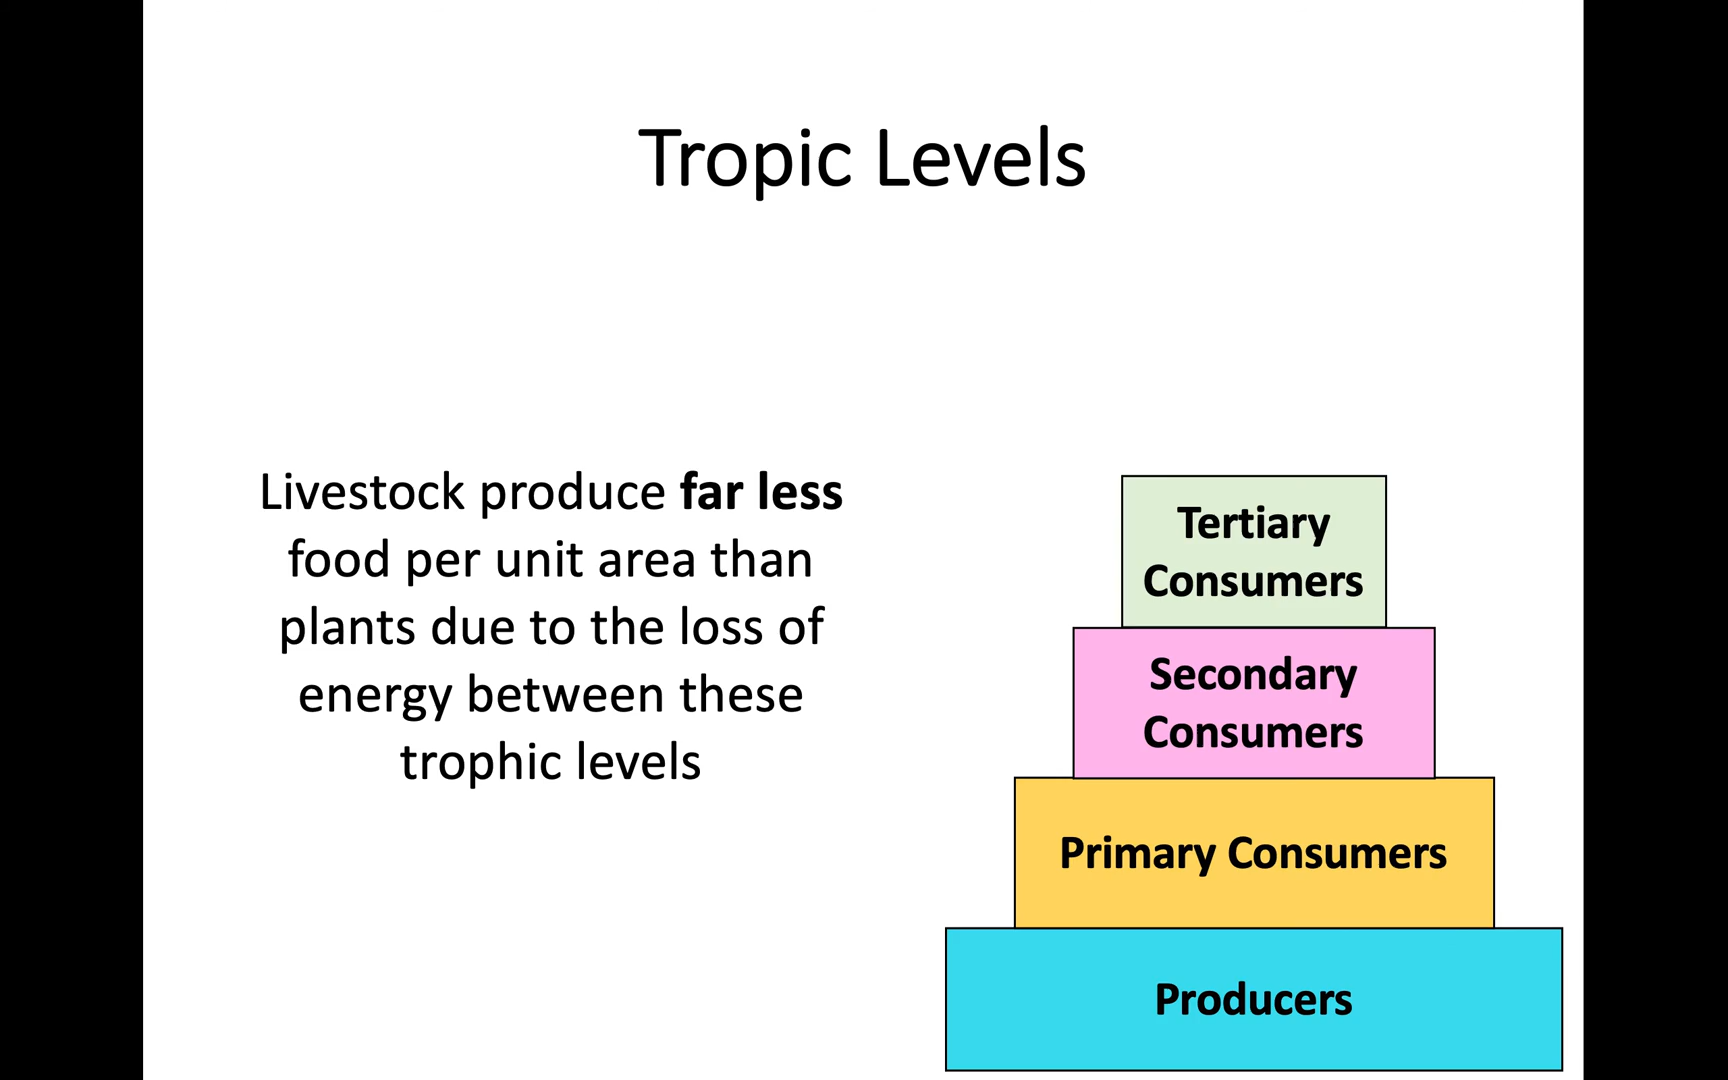 Tropic Levels
Livestock produce far less
food per unit area than
plants due to the loss of
energy between these
trophic levels
Tertiary
Consumers
Secondary
Consumers
Primary Consumers
Producers